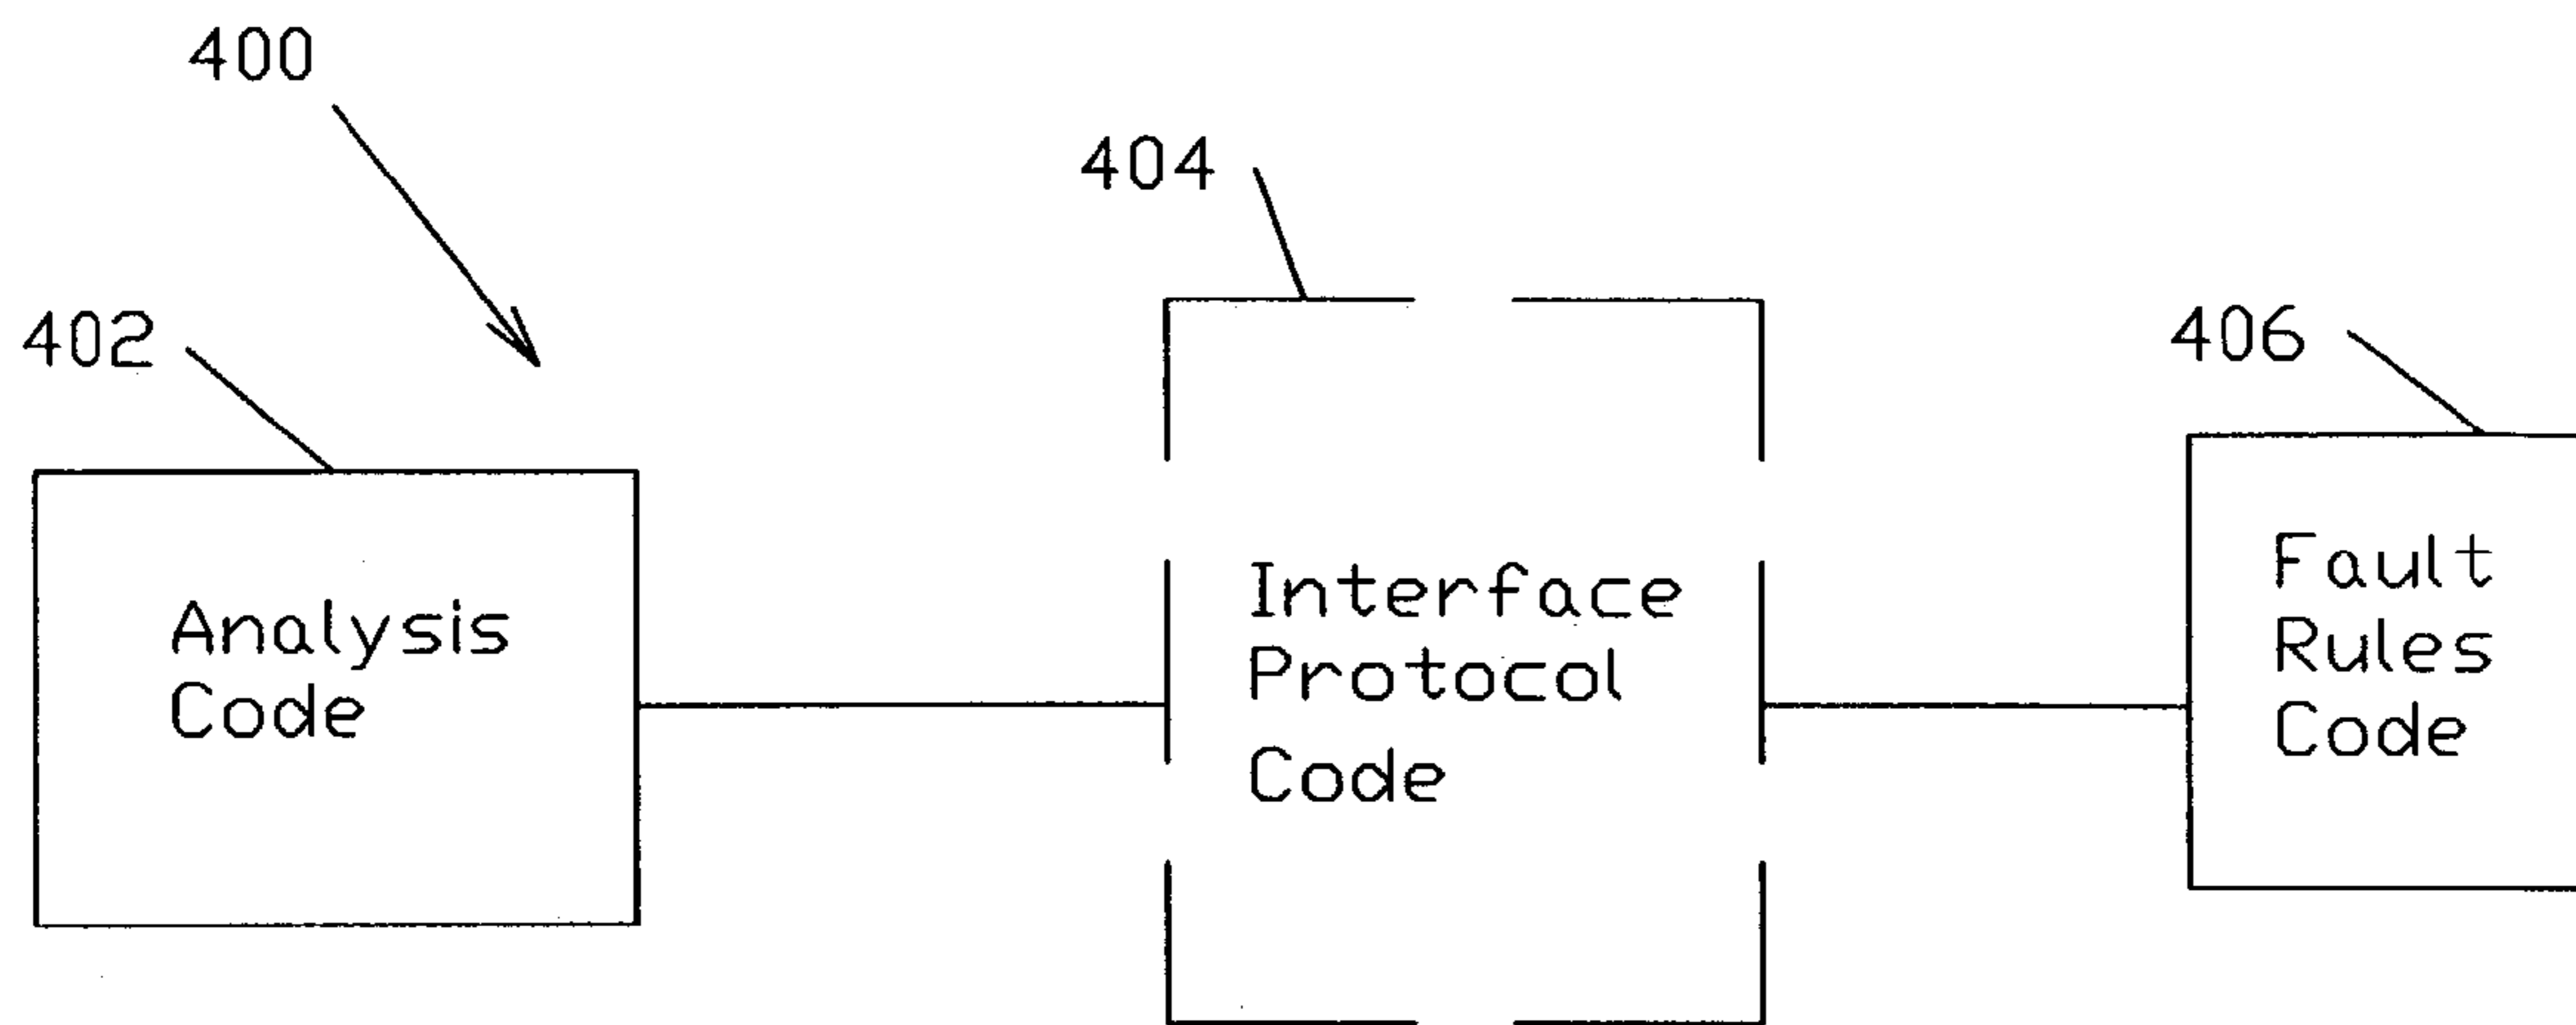 400
404
402
406
Analysis
Code
Interface
Protocol
Code
Fault
Rules
Code